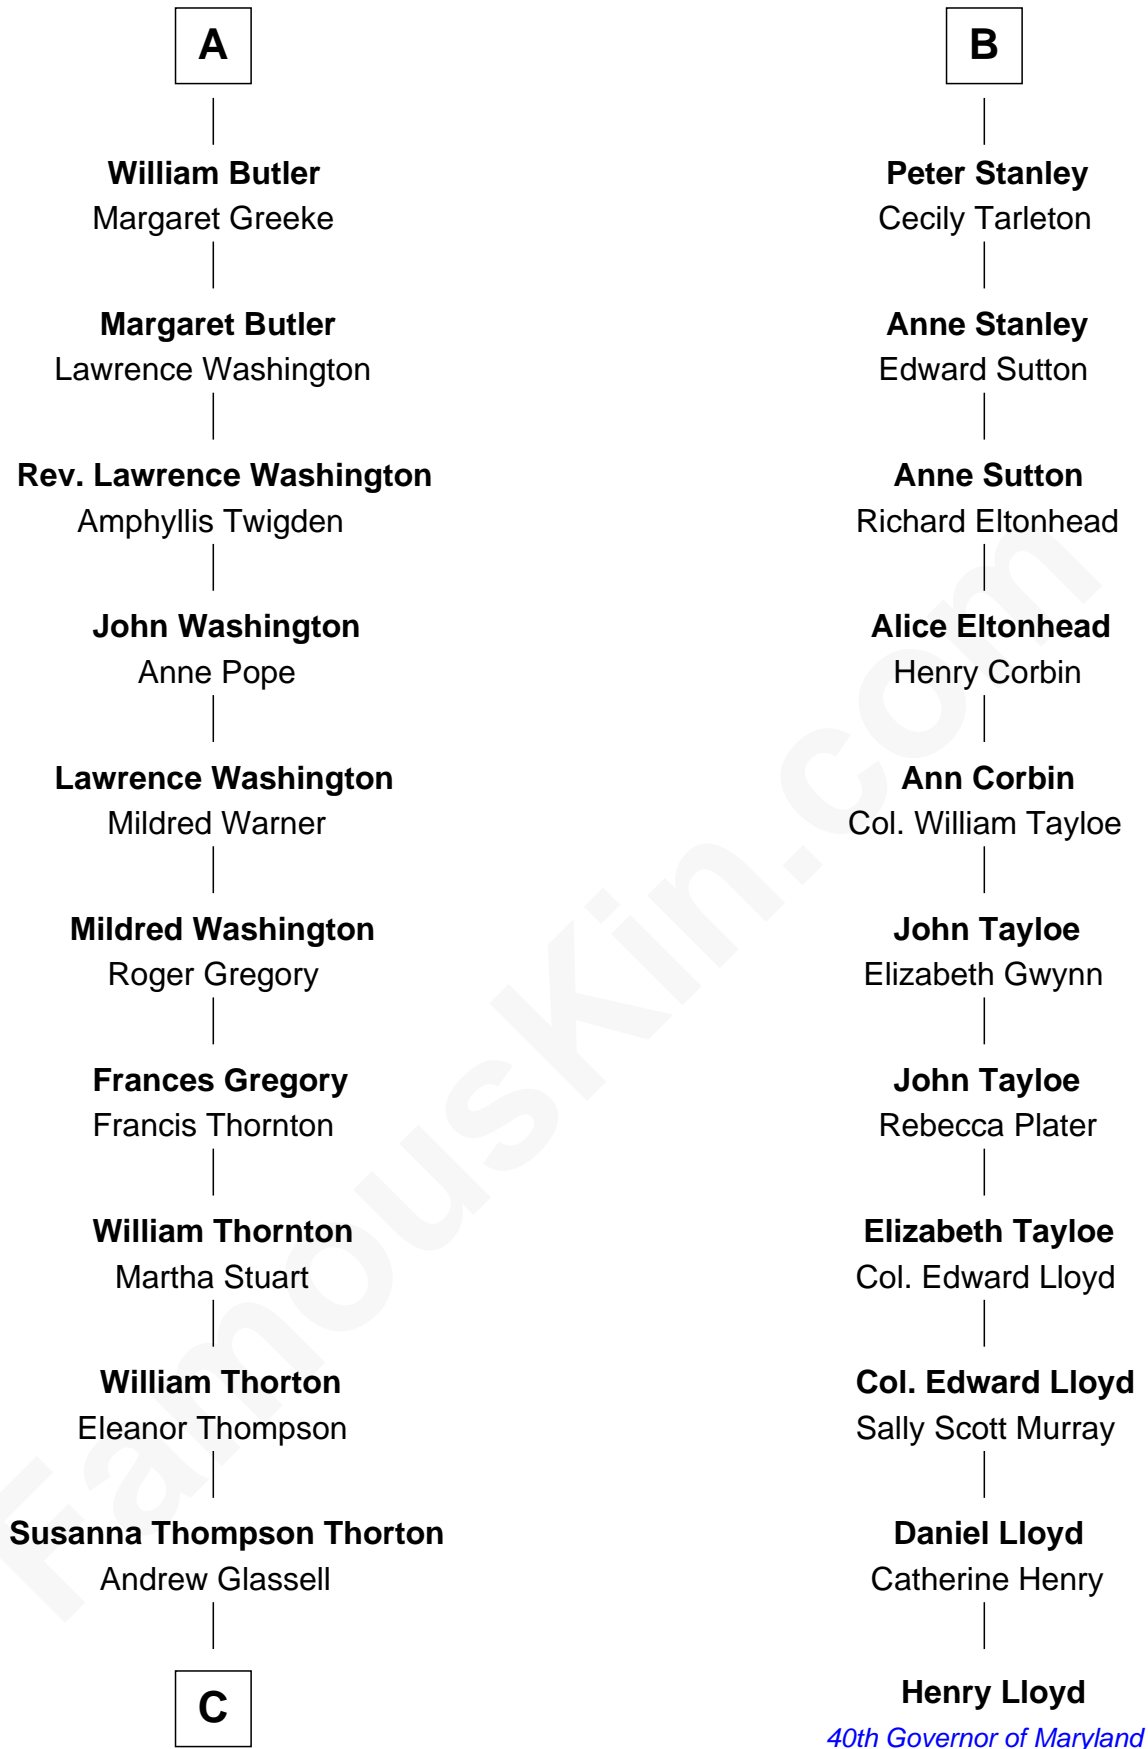 A
William Butler
Margaret Greeke
Margaret Butler
Lawrence Washington
Rev. Lawrence Washington
Amphyllis Twigden
John Washington
Anne Pope
Lawrence Washington
Mildred Warner
Mildred Washington
Roger Gregory
Frances Gregory
Francis Thornton
William Thornton
Martha Stuart
William Thorton
Eleanor Thompson
Susanna Thompson Thorton
Andrew Glassell
C
B
Peter Stanley
Cecily Tarleton
Anne Stanley
Edward Sutton
Anne Sutton
Richard Eltonhead
Alice Eltonhead
Henry Corbin
Ann Corbin
Col. William Tayloe
John Tayloe
Elizabeth Gwynn
John Tayloe
Rebecca Plater
Elizabeth Tayloe
Col. Edward Lloyd
Col. Edward Lloyd
Sally Scott Murray
Daniel Lloyd
Catherine Henry
Henry Lloyd
40th Governor of Maryland
FamousKin.com